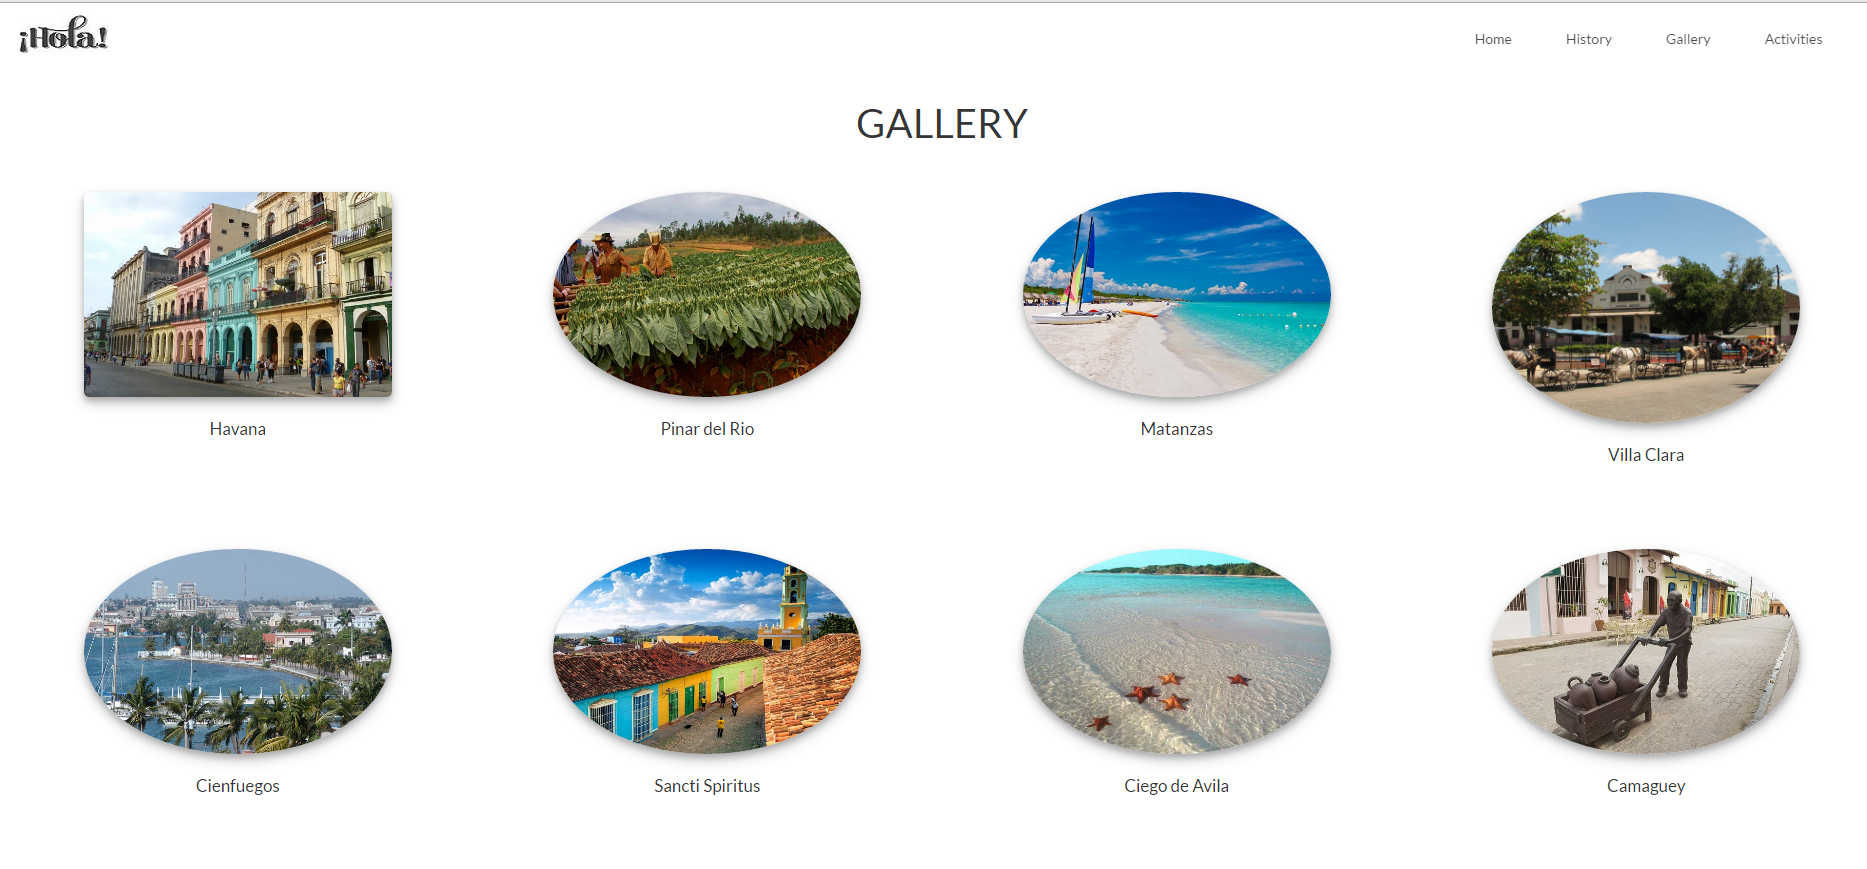 ¡Hola!
Home
History
Gallery
Activities
GALLERY
Havana
Pinar del Rio
Matanzas
Villa Clara
Cienfuegos
Sancti Spiritus
Ciego de Avila
Camaguey